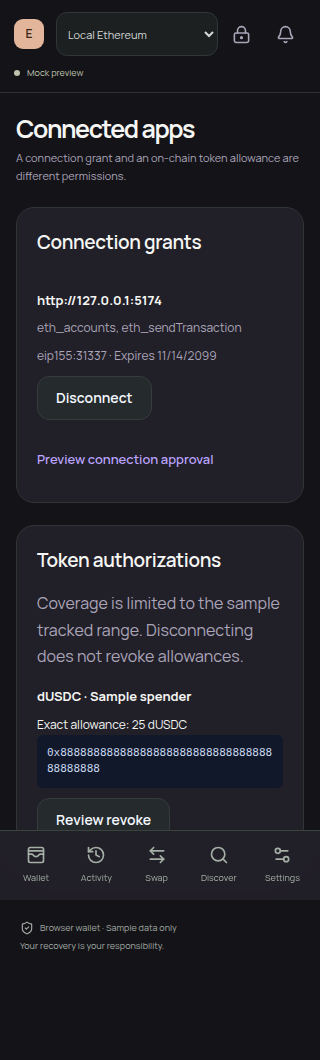 E
Local Ethereum
Mock preview
Connected apps
A connection grant and an on-chain token allowance are
different permissions.
Connection grants
http://127.0.0.1:5174
eth_accounts, eth_sendTransaction
eip155:31337 · Expires 11/14/2099
Disconnect
Preview connection approval
Token authorizations
Coverage is limited to the sample
tracked range. Disconnecting
does not revoke allowances.
dUSDC · Sample spender
Exact allowance: 25 dUSDC
0x88888888888888888888888888888888
88888888
Review revoke
Wallet
Activity
Swap
Discover
Settings
Browser wallet · Sample data only
Your recovery is your responsibility.